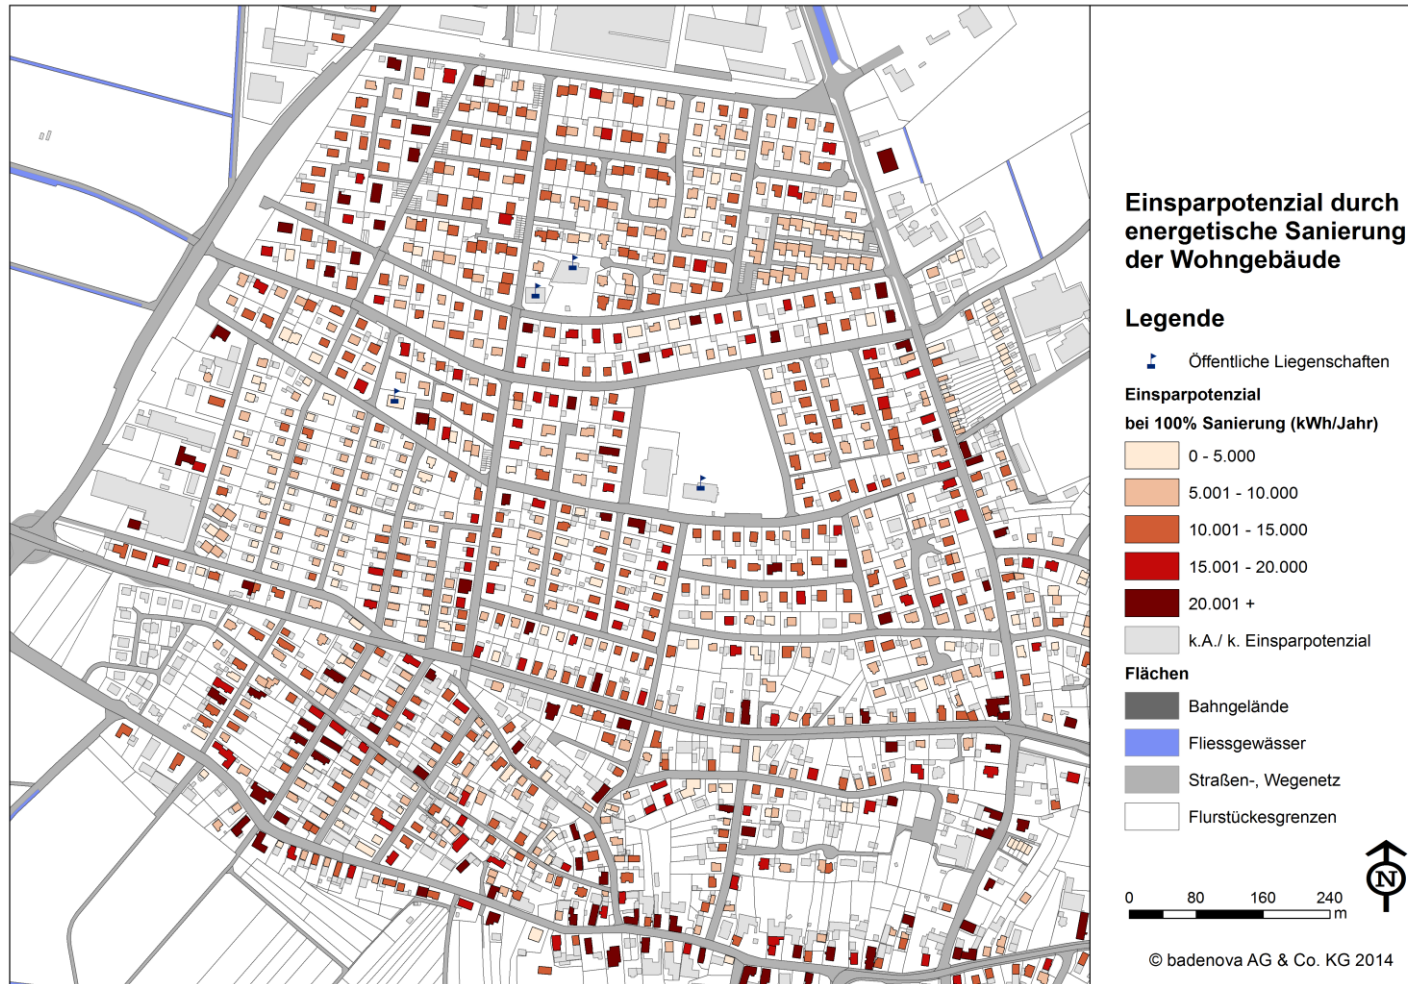 Einsparpotenzial durch
energetische Sanierung
der Wohngebäude
Legende
Öffentliche Liegenschaften
Einsparpotenzial
bei 100% Sanierung (kWh/Jahr)
0 - 5.000
5.001 - 10.000
10.001 - 15.000
15.001 - 20.000
20.001 +
k.A./ k. Einsparpotenzial
Flächen
Bahngelände
Fliessgewässer
Straßen-, Wegenetz
Flurstückesgrenzen
N
0 80 160 240
m
© badenova AG & Co. KG 2014